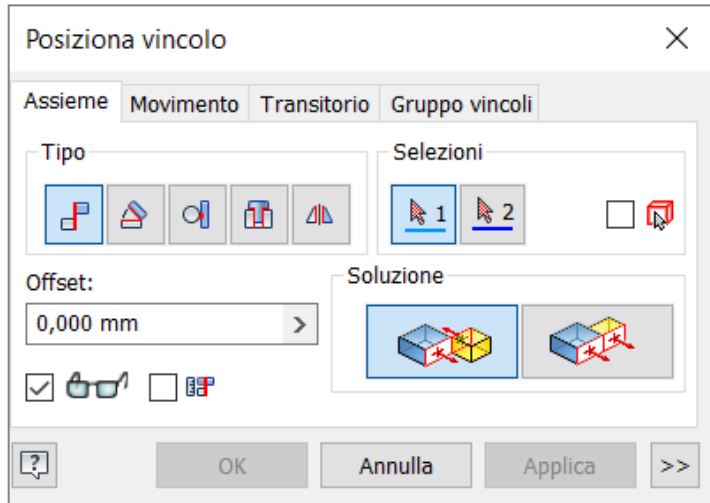 Posiziona vincolo
Assieme Movimento Transitorio Gruppo vincoli
Tipo
Selezioni
1 2
Offset:
Soluzione
0,000 mm >
? OK Annulla Applica >>